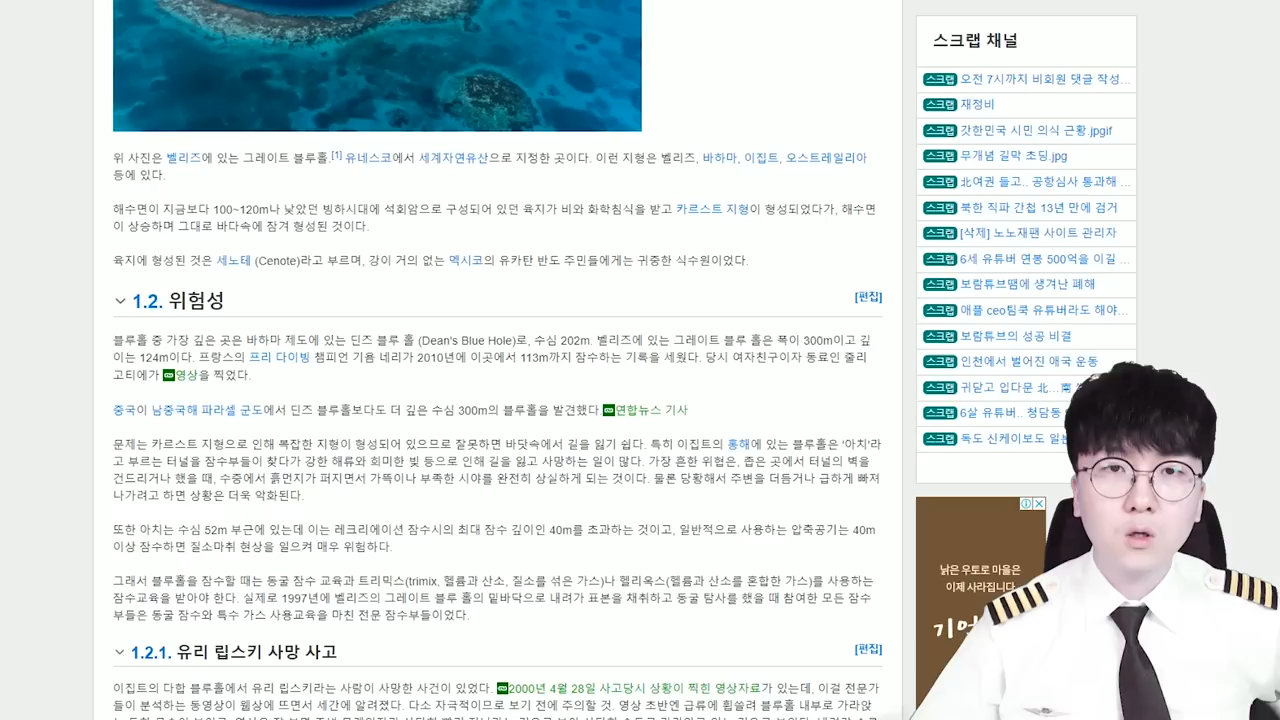 위 사진은 벨리즈에 있는 그레이트 블루홀.[1] 유네스코에서 세계자연유산으로 지정한 곳이다. 이런 지형은 벨리즈, 바하마, 이집트, 오스트레일리아
등에 있다.
해수면이 지금보다 100~120m나 낮았던 빙하시대에 석회암으로 구성되어 있던 육지가 비와 화학침식을 받고 카르스트 지형이 형성되었다가, 해수면
이 상승하며 그대로 바다속에 잠겨 형성된 것이다.
육지에 형성된 것은 세노테 (Cenote)라고 부르며, 강이 거의 없는 멕시코의 유카탄 반도 주민들에게는 귀중한 식수원이었다.
1.2. 위험성
[편집]
블루홀 중 가장 깊은 곳은 바하마 제도에 있는 딘즈 블루 홀 (Dean's Blue Hole)로, 수심 202m. 벨리즈에 있는 그레이트 블루 홀은 폭이 300m이고 깊
이는 124m이다. 프랑스의 프리 다이빙 챔피언 기욤 네리가 2010년에 이곳에서 113m까지 잠수하는 기록을 세웠다. 당시 여자친구이자 동료인 줄리
고티에가 영상을 찍었다.
중국이 남중국해 파라셀 군도에서 딘즈 블루홀보다도 더 깊은 수심 300m의 블루홀을 발견했다.연합뉴스 기사
문제는 카르스트 지형으로 인해 복잡한 지형이 형성되어 있으므로 잘못하면 바닷속에서 길을 잃기 쉽다. 특히 이집트의 홍해에 있는 블루홀은 '아치'라
고 부르는 터널을 잠수부들이 찾다가 강한 해류와 희미한 빛 등으로 인해 길을 잃고 사망하는 일이 많다. 가장 흔한 위협은, 좁은 곳에서 터널의 벽을
건드리거나 했을 때, 수중에서 흙먼지가 퍼지면서 가뜩이나 부족한 시야를 완전히 상실하게 되는 것이다. 물론 당황해서 주변을 더듬거나 급하게 빠져
나가려고 하면 상황은 더욱 악화된다.
또한 아치는 수심 52m 부근에 있는데 이는 레크리에이션 잠수시의 최대 잠수 깊이인 40m를 초과하는 것이고, 일반적으로 사용하는 압축공기는 40m
이상 잠수하면 질소마취 현상을 일으켜 매우 위험하다.
그래서 블루홀을 잠수할 때는 동굴 잠수 교육과 트리믹스(trimix, 헬륨과 산소, 질소를 섞은 가스)나 헬리옥스(헬륨과 산소를 혼합한 가스)를 사용하는
잠수교육을 받아야 한다. 실제로 1997년에 벨리즈의 그레이트 블루 홀의 밑바닥으로 내려가 표본을 채취하고 동굴 탐사를 했을 때 참여한 모든 잠수
부들은 동굴 잠수와 특수 가스 사용교육을 마친 전문 잠수부들이었다.
1.2.1. 유리 립스키 사망 사고
[편집]
이집트의 다합 블루홀에서 유리 립스키라는 사람이 사망한 사건이 있었다. 2000년 4월 28일 사고당시 상황이 찍힌 영상자료가 있는데, 이걸 전문가
들이 분석하는 동영상이 웹상에 뜨면서 세간에 알려졌다. 다소 자극적이므로 보기 전에 주의할 것. 영상 초반엔 급류에 휩쓸려 블루홀 내부로 가라앉
스크랩 채널
스크랩 오전 7시까지 비회원 댓글 작성...
스크랩 재정비
스크랩 갓한민국 시민 의식 근황.jpgif
스크랩 무개념 길막 초딩.jpg
스크랩 北여권 들고.. 공항심사 통과해 ...
스크랩 북한 직파 간첩 13년 만에 검거
스크랩 [삭제] 노노재팬 사이트 관리자
스크랩 6세 유튜버 연봉 500억을 이길 ...
스크랩 보람튜브땜에 생겨난 폐해
스크랩 애플 ceo팀쿡 유튜버라도 해야...
스크랩 보람튜브의 성공 비결
스크랩 인천에서 벌어진 애국 운동
스크랩 귀닫고 입다문 北...南
스크랩 6살 유튜버.. 청담동
스크랩 독도 신케이보도 일본
낡은 우토로 마을은
이제 사라집니다